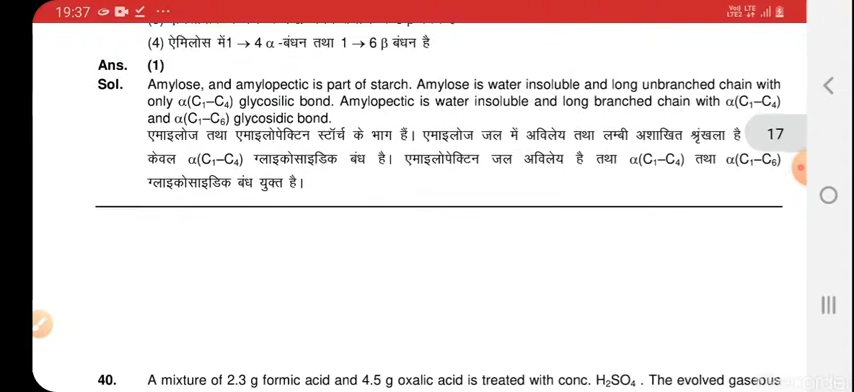 19:37
Voj LTE
LTE2
(4) ऐमिलोस में1 → 4 α -बंधन तथा 1 → 6 β बंधन है
Ans. (1)
Sol. Amylose, and amylopectic is part of starch. Amylose is water insoluble and long unbranched chain with
only α(C₁–C₄) glycosilic bond. Amylopectic is water insoluble and long branched chain with α(C₁–C₄)
and α(C₁–C₆) glycosidic bond.
एमाइलोज तथा एमाइलोपेक्टिन स्टॉर्च के भाग हैं। एमाइलोज जल में अविलेय तथा लम्बी अशाखित श्रृंखला है
17
केवल α(C₁–C₄) ग्लाइकोसाइडिक बंध है। एमाइलोपेक्टिन जल अविलेय है तथा α(C₁–C₄) तथा α(C₁–C₆)
ग्लाइकोसाइडिक बंध युक्त है।
40. A mixture of 2.3 g formic acid and 4.5 g oxalic acid is treated with conc. H₂SO₄ . The evolved gaseous